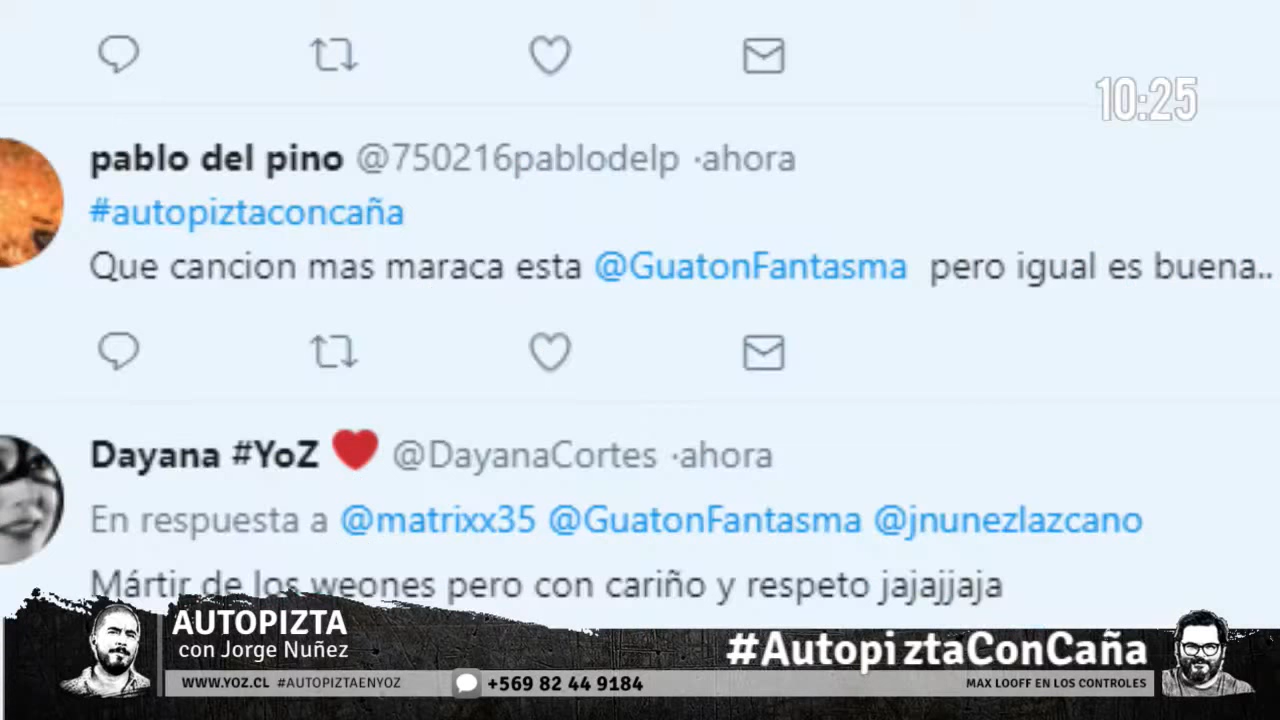 10:25
pablo del pino @750216pablodelp ·ahora
#autopiztaconcaña
Que cancion mas maraca esta @GuatonFantasma pero igual es buena..
Dayana #YoZ @DayanaCortes ·ahora
En respuesta a @matrixx35 @GuatonFantasma @jnunezlazcano
Mártir de los weones pero con cariño y respeto jajajjaja
AUTOPIZTA
con Jorge Nuñez
#AutopiztaConCaña
WWW.YOZ.CL #AUTOPIZTAENYOZ
+569 82 44 9184
MAX LOOFF EN LOS CONTROLES